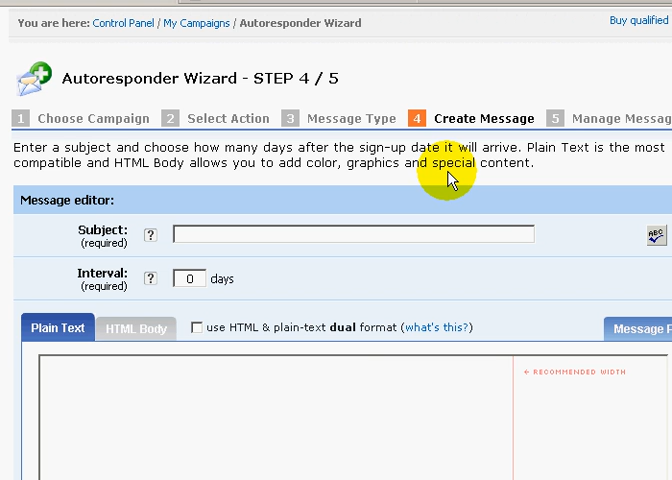 You are here: Control Panel / My Campaigns / Autoresponder Wizard
Buy qualified
Autoresponder Wizard - STEP 4 / 5
1 Choose Campaign 2 Select Action 3 Message Type 4 Create Message 5 Manage Messag
Enter a subject and choose how many days after the sign-up date it will arrive. Plain Text is the most
compatible and HTML Body allows you to add color, graphics and special content.
Message editor:
Subject: ?
(required)
ABC
Interval: ? 0 days
(required)
Plain Text HTML Body use HTML & plain-text dual format (what's this?) Message P
← RECOMMENDED WIDTH